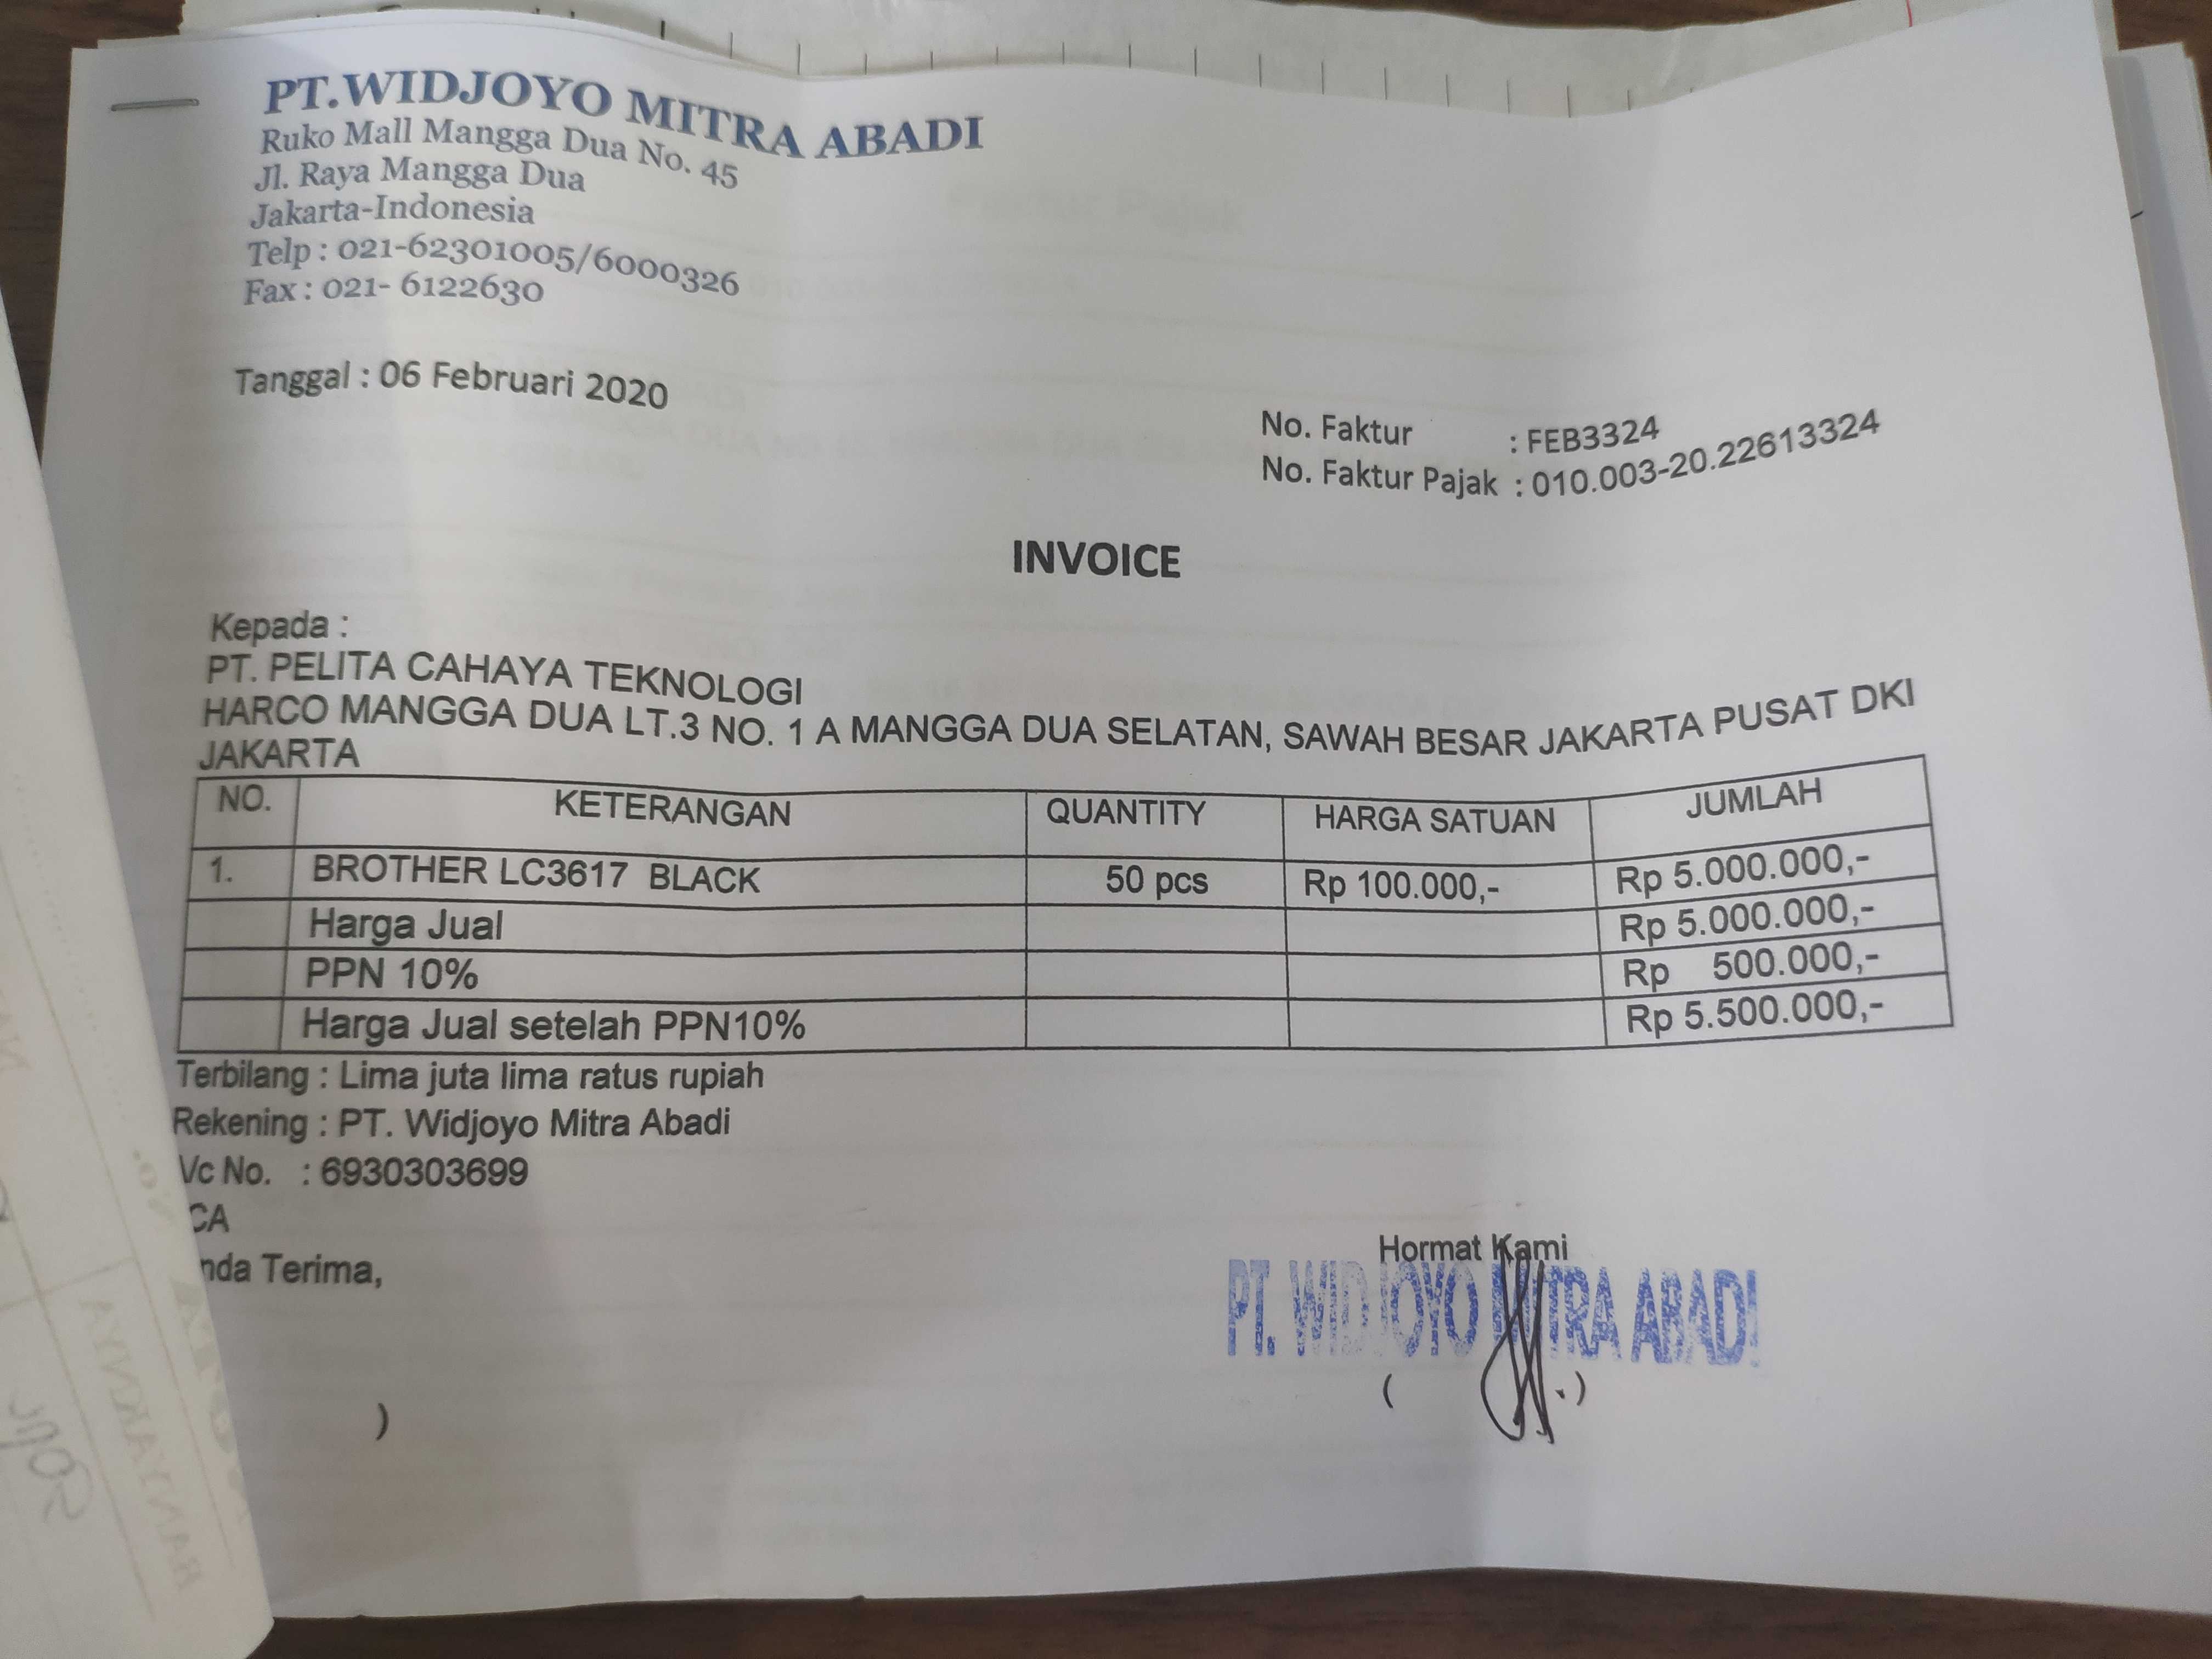 PT.WIDJOYO MITRA ABADI
Ruko Mall Mangga Dua No. 45
Jl. Raya Mangga Dua
Jakarta-Indonesia
Telp : 021-62301005/6000326
Fax : 021- 6122630
Tanggal : 06 Februari 2020
No. Faktur : FEB3324
No. Faktur Pajak : 010.003-20.22613324
INVOICE
Kepada :
PT. PELITA CAHAYA TEKNOLOGI
HARCO MANGGA DUA LT.3 NO. 1 A MANGGA DUA SELATAN, SAWAH BESAR JAKARTA PUSAT DKI
JAKARTA
NO. KETERANGAN QUANTITY HARGA SATUAN JUMLAH
1. BROTHER LC3617 BLACK 50 pcs Rp 100.000,- Rp 5.000.000,-
Harga Jual Rp 5.000.000,-
PPN 10% Rp 500.000,-
Harga Jual setelah PPN10% Rp 5.500.000,-
Terbilang : Lima juta lima ratus rupiah
Rekening : PT. Widjoyo Mitra Abadi
No. : 6930303699
CA
nda Terima,
Hormat Kami
PT. WIDJOYO MITRA ABADI
( )
)